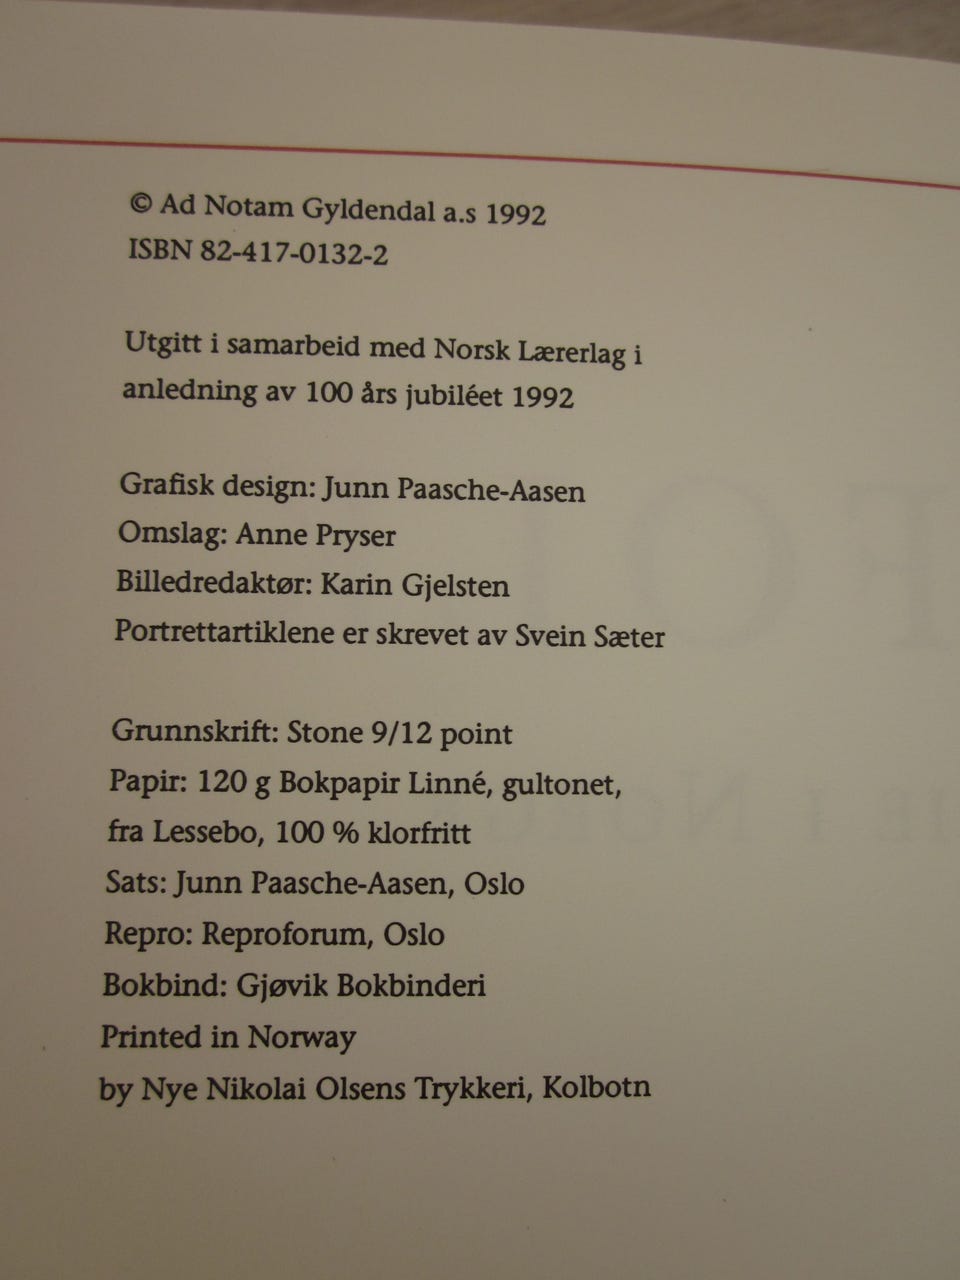 © Ad Notam Gyldendal a.s 1992
ISBN 82-417-0132-2
Utgitt i samarbeid med Norsk Lærerlag i
anledning av 100 års jubiléet 1992
Grafisk design: Junn Paasche-Aasen
Omslag: Anne Pryser
Billedredaktør: Karin Gjelsten
Portrettartiklene er skrevet av Svein Sæter
Grunnskrift: Stone 9/12 point
Papir: 120 g Bokpapir Linné, gultonet,
fra Lessebo, 100 % klorfritt
Sats: Junn Paasche-Aasen, Oslo
Repro: Reproforum, Oslo
Bokbind: Gjøvik Bokbinderi
Printed in Norway
by Nye Nikolai Olsens Trykkeri, Kolbotn